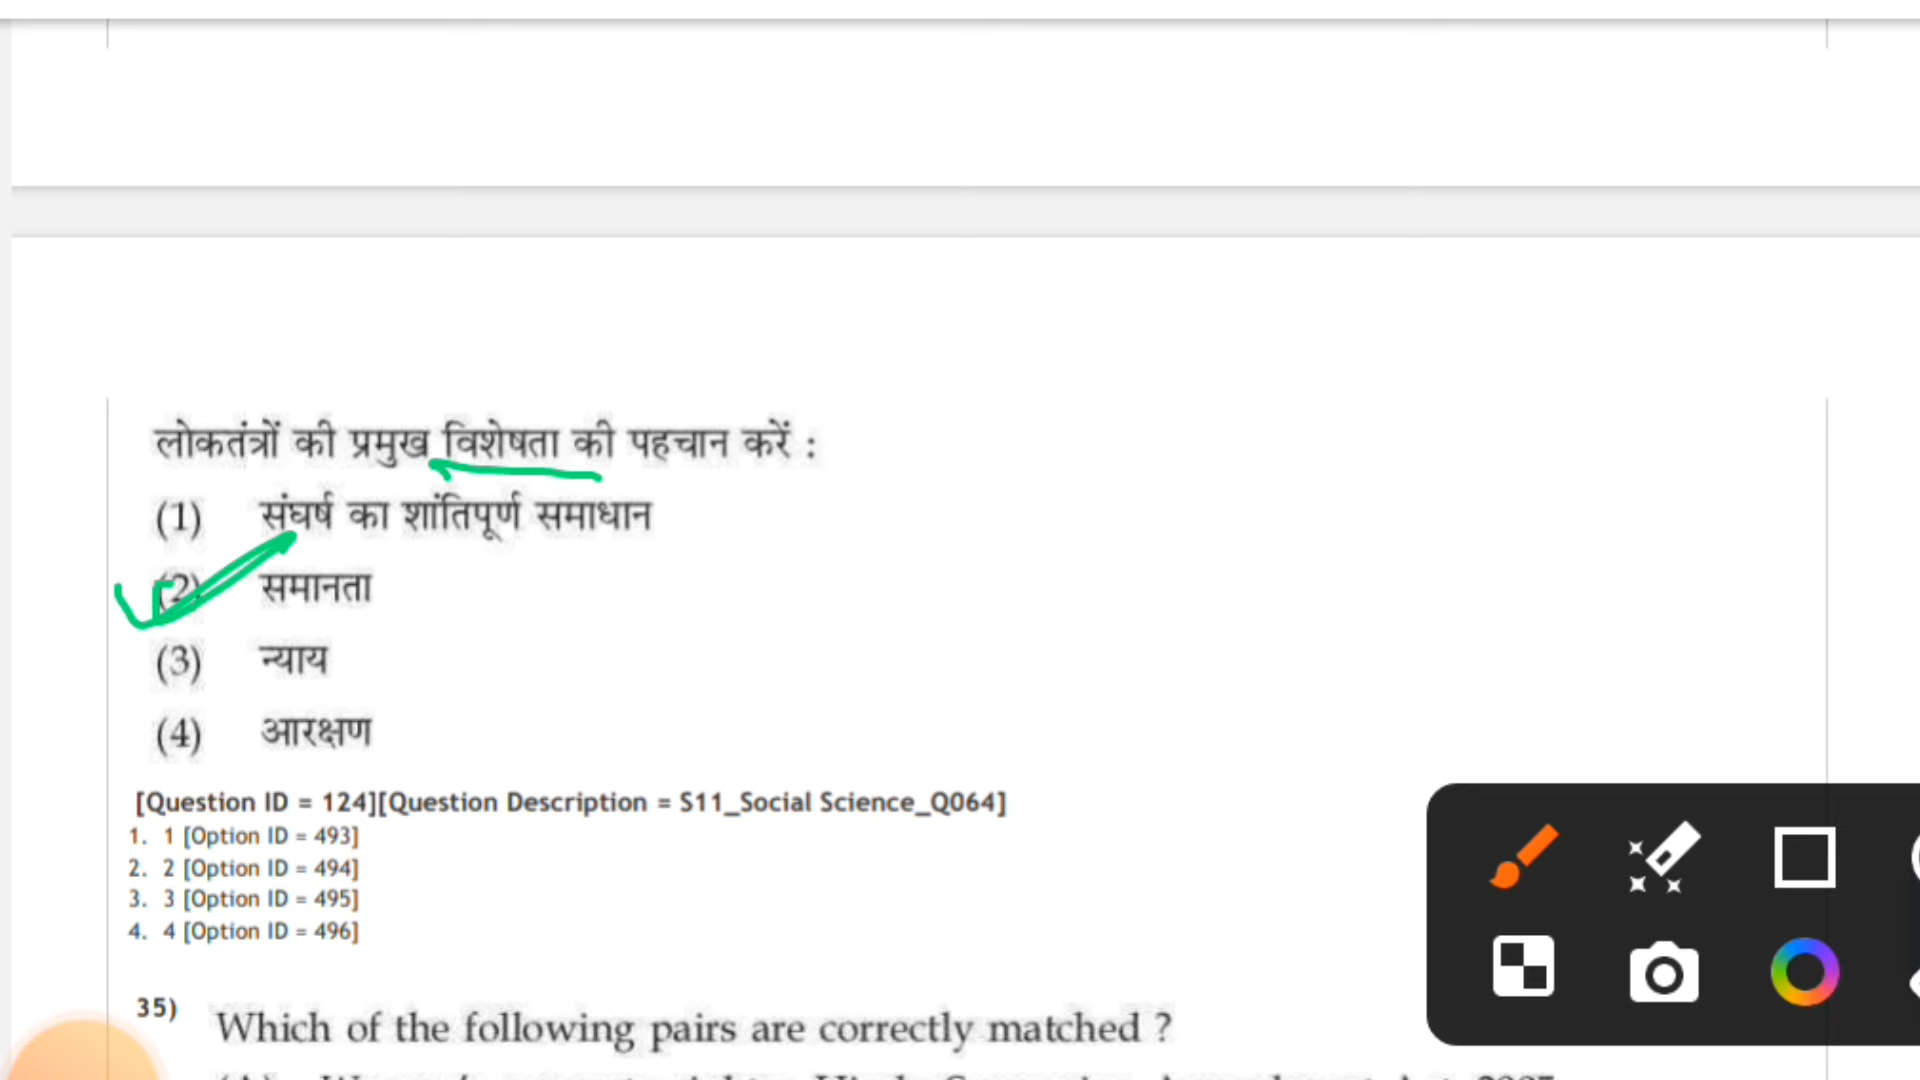 लोकतंत्रों की प्रमुख विशेषता की पहचान करें :
(1) संघर्ष का शांतिपूर्ण समाधान
(2) समानता
(3) न्याय
(4) आरक्षण
[Question ID = 124][Question Description = S11_Social Science_Q064]
1. 1 [Option ID = 493]
2. 2 [Option ID = 494]
3. 3 [Option ID = 495]
4. 4 [Option ID = 496]
35) Which of the following pairs are correctly matched ?